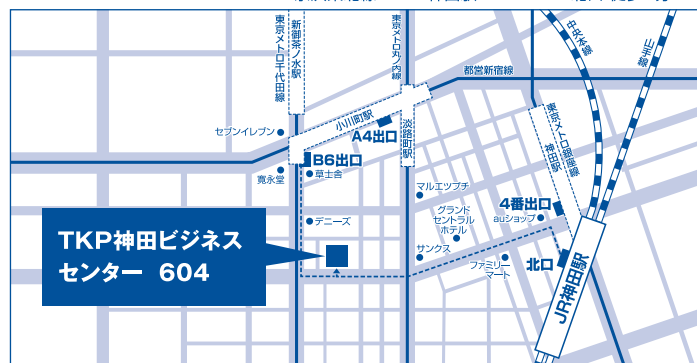 東京メトロ千代田線
新御茶ノ水駅
東京メトロ丸ノ内線
都営新宿線
中央本線
山手線
セブンイレブン
小川町駅
A4出口
淡路町駅
東京メトロ銀座線
神田駅
B6出口
草士舎
寛永堂
マルエツプチ
4番出口
グランド
セントラル
ホテル
auショップ
デニーズ
TKP神田ビジネス
センター 604
サンクス
ファミリー
マート
北口
JR神田駅